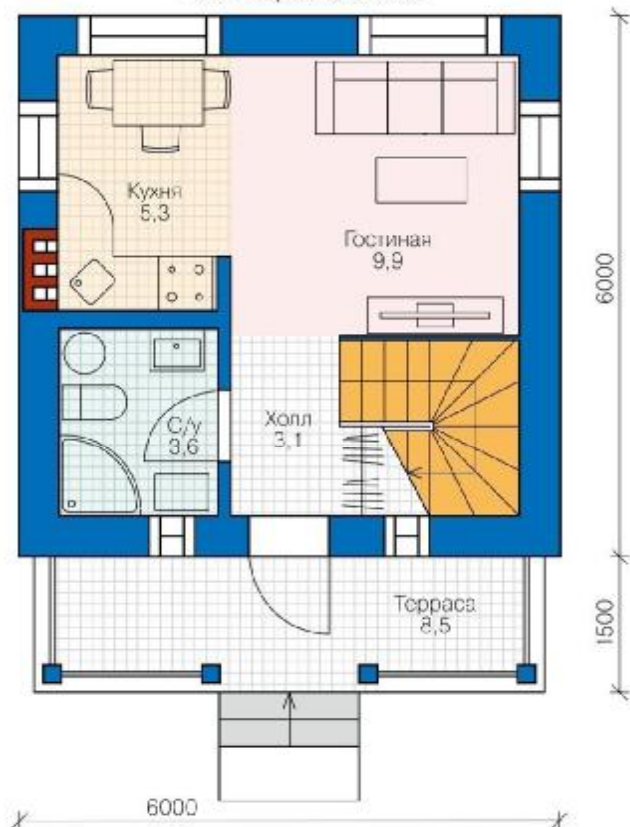 Кухня
5,3
Гостиная
9,9
6000
Холл
3,1
С/у
3,6
Терраса
8,5
1500
6000